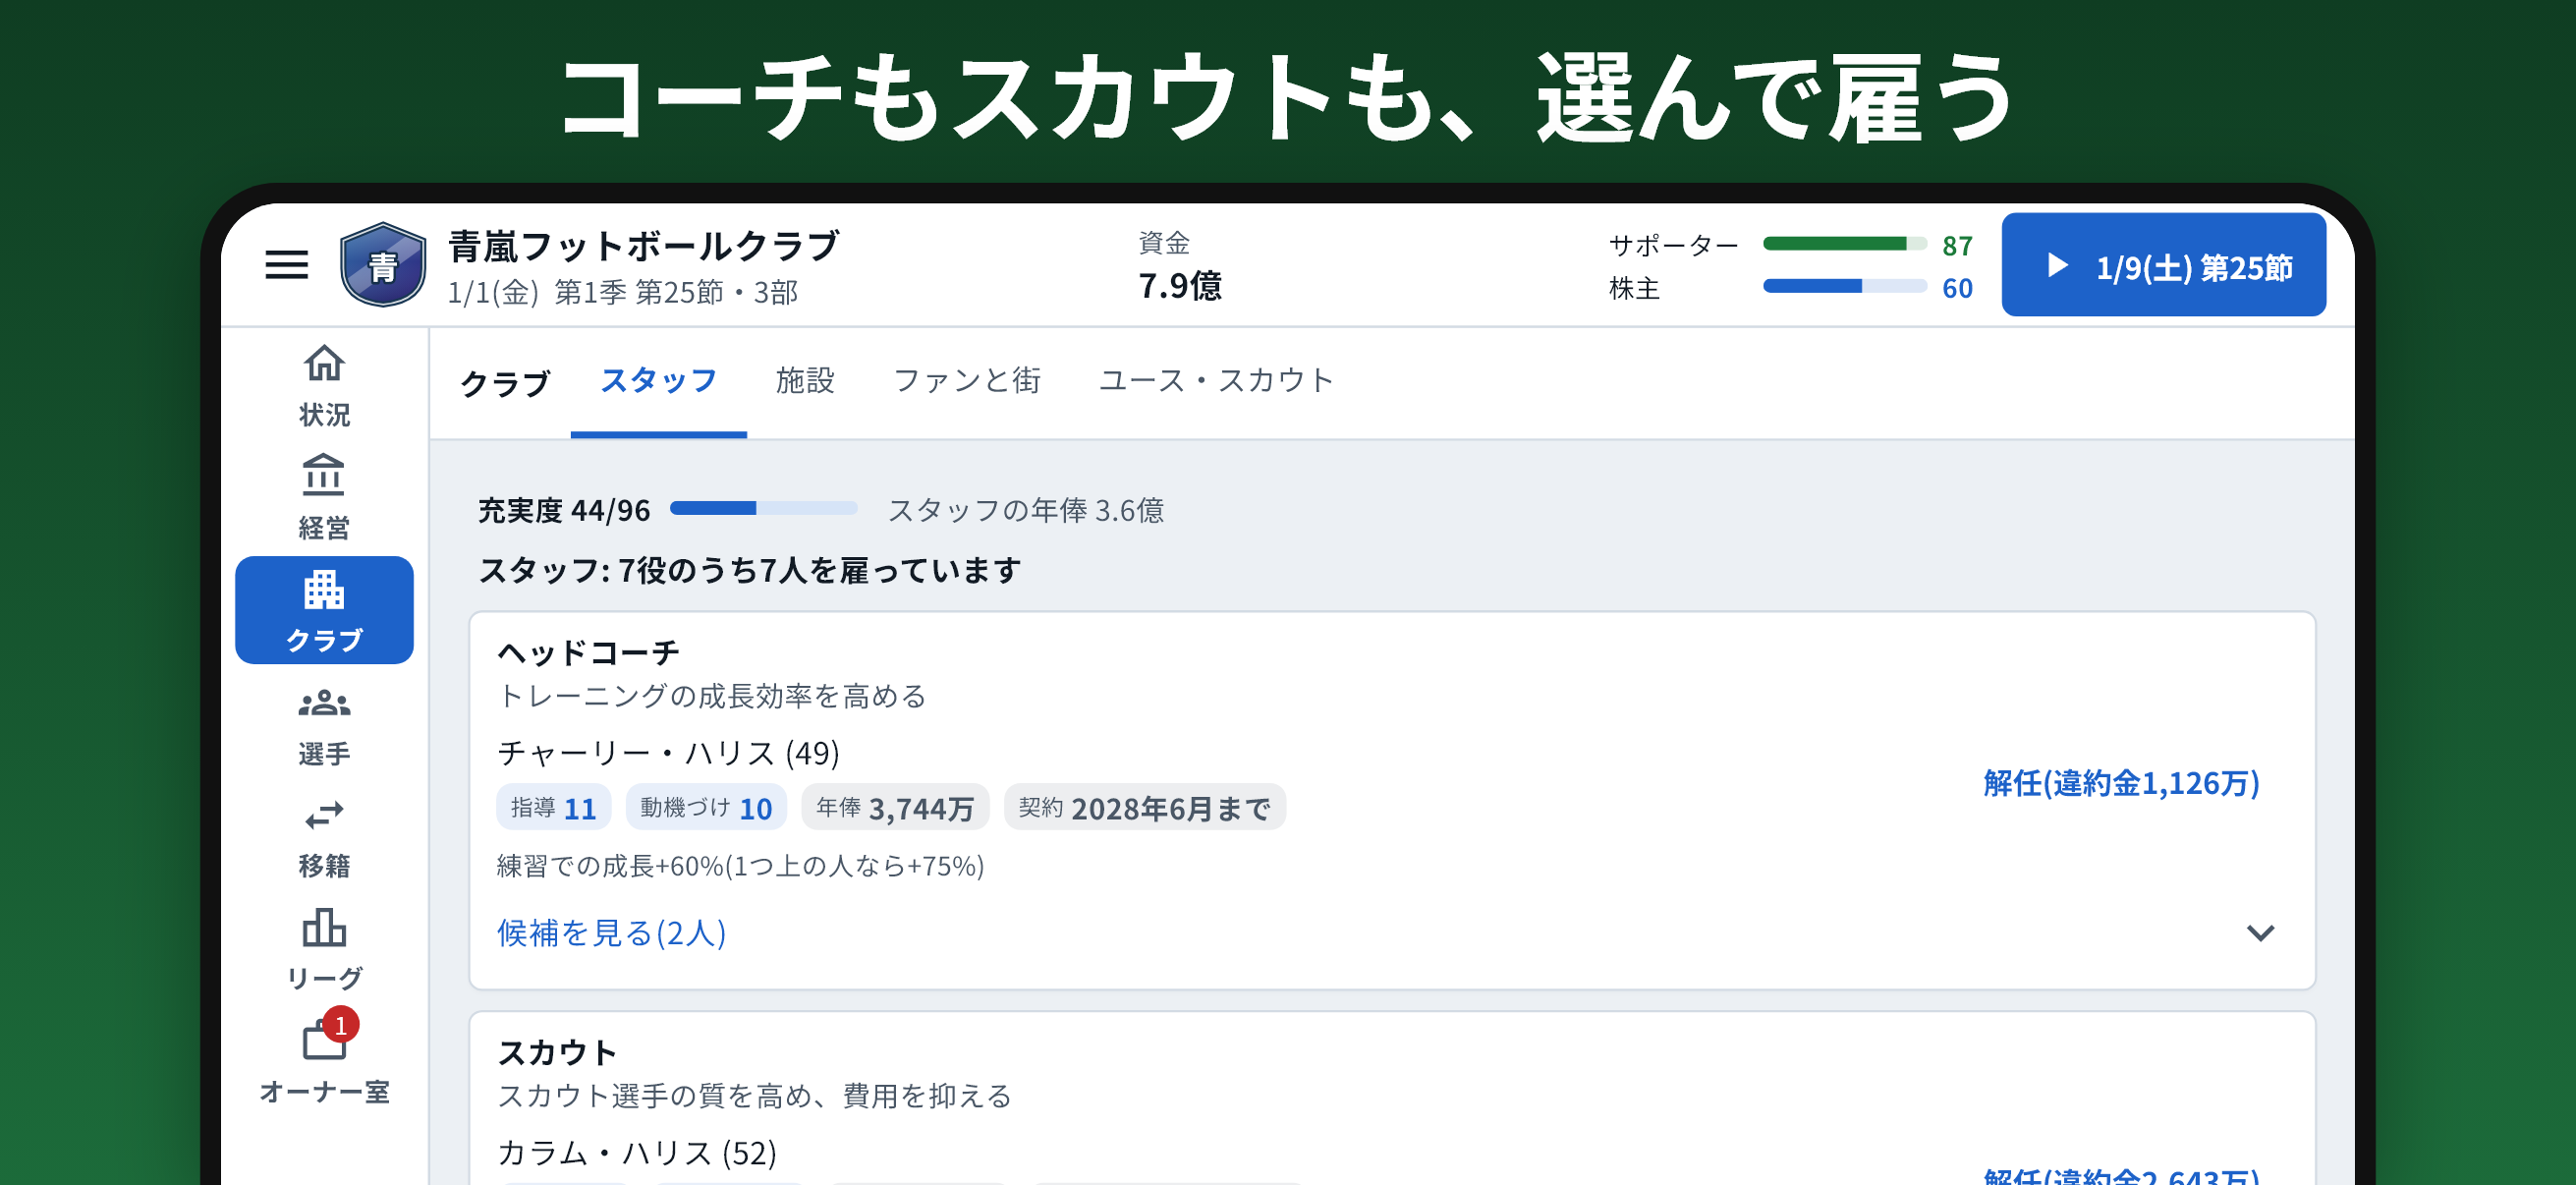 コーチもスカウトも、選んで雇う
青
青嵐フットボールクラブ
1/1(金) 第1季 第25節・3部
資金
7.9億
サポーター 87
株主 60
1/9(土) 第25節
状況
経営
クラブ
選手
移籍
リーグ
1
オーナー室
クラブ スタッフ 施設 ファンと街 ユース・スカウト
充実度 44/96 スタッフの年俸 3.6億
スタッフ: 7役のうち7人を雇っています
ヘッドコーチ
トレーニングの成長効率を高める
チャーリー・ハリス (49)
指導 11 動機づけ 10 年俸 3,744万 契約 2028年6月まで
解任(違約金1,126万)
練習での成長+60%(1つ上の人なら+75%)
候補を見る(2人)
スカウト
スカウト選手の質を高め、費用を抑える
カラム・ハリス (52)
解任(違約金2,643万)